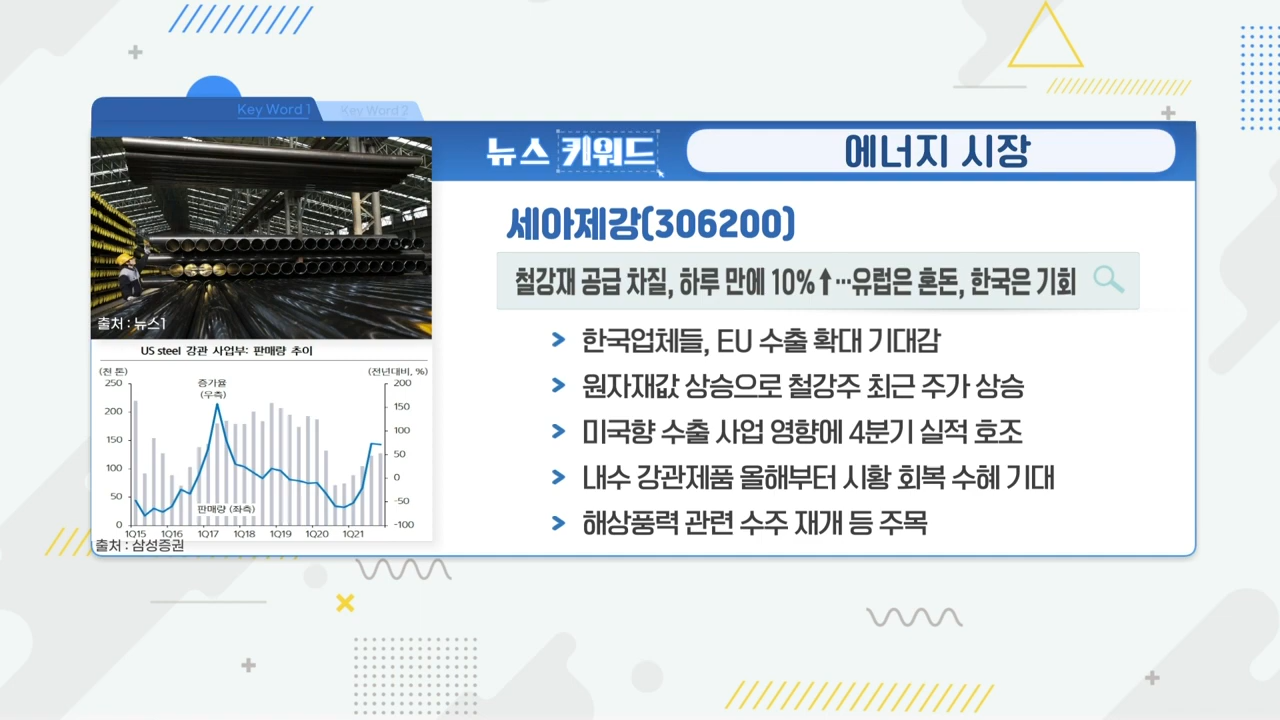 Key Word 1
Key Word 2
뉴스 키워드
에너지 시장
세아제강(306200)
철강재 공급 차질, 하루 만에 10%↑…유럽은 혼돈, 한국은 기회
한국업체들, EU 수출 확대 기대감
원자재값 상승으로 철강주 최근 주가 상승
미국향 수출 사업 영향에 4분기 실적 호조
내수 강관제품 올해부터 시황 회복 수혜 기대
해상풍력 관련 수주 재개 등 주목
출처 : 뉴스1
US steel 강관 사업부: 판매량 추이
(천 톤)
(전년대비, %)
250
200
150
100
50
0
증가율
(우측)
판매량 (좌측)
200
150
100
50
0
-50
-100
1Q15 1Q16 1Q17 1Q18 1Q19 1Q20 1Q21
출처 : 삼성증권